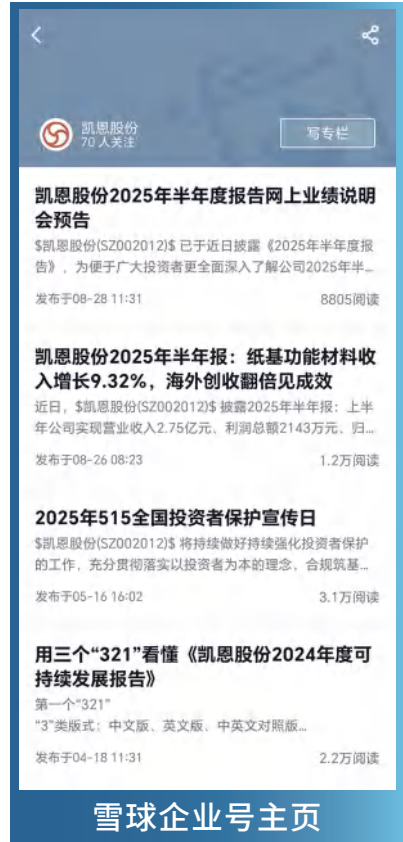 凯恩股份
70 人关注
写专栏
凯恩股份2025年半年度报告网上业绩说明
会预告
$凯恩股份(SZ002012)$ 已于近日披露《2025年半年度报
告》，为便于广大投资者更全面深入了解公司2025年半...
发布于08-28 11:31
8805阅读
凯恩股份2025年半年报：纸基功能材料收
入增长9.32%，海外创收翻倍见成效
近日，$凯恩股份(SZ002012)$ 披露2025年半年报：上半
年公司实现营业收入2.75亿元、利润总额2143万元、归...
发布于08-26 08:23
1.2万阅读
2025年515全国投资者保护宣传日
$凯恩股份(SZ002012)$ 将持续做好持续强化投资者保护
的工作，充分贯彻落实以投资者为本的理念、合规筑基...
发布于05-16 16:02
3.1万阅读
用三个“321”看懂《凯恩股份2024年度可
持续发展报告》
第一个“321”
“3”类版式：中文版、英文版、中英文对照版...
发布于04-18 11:31
2.2万阅读
雪球企业号主页